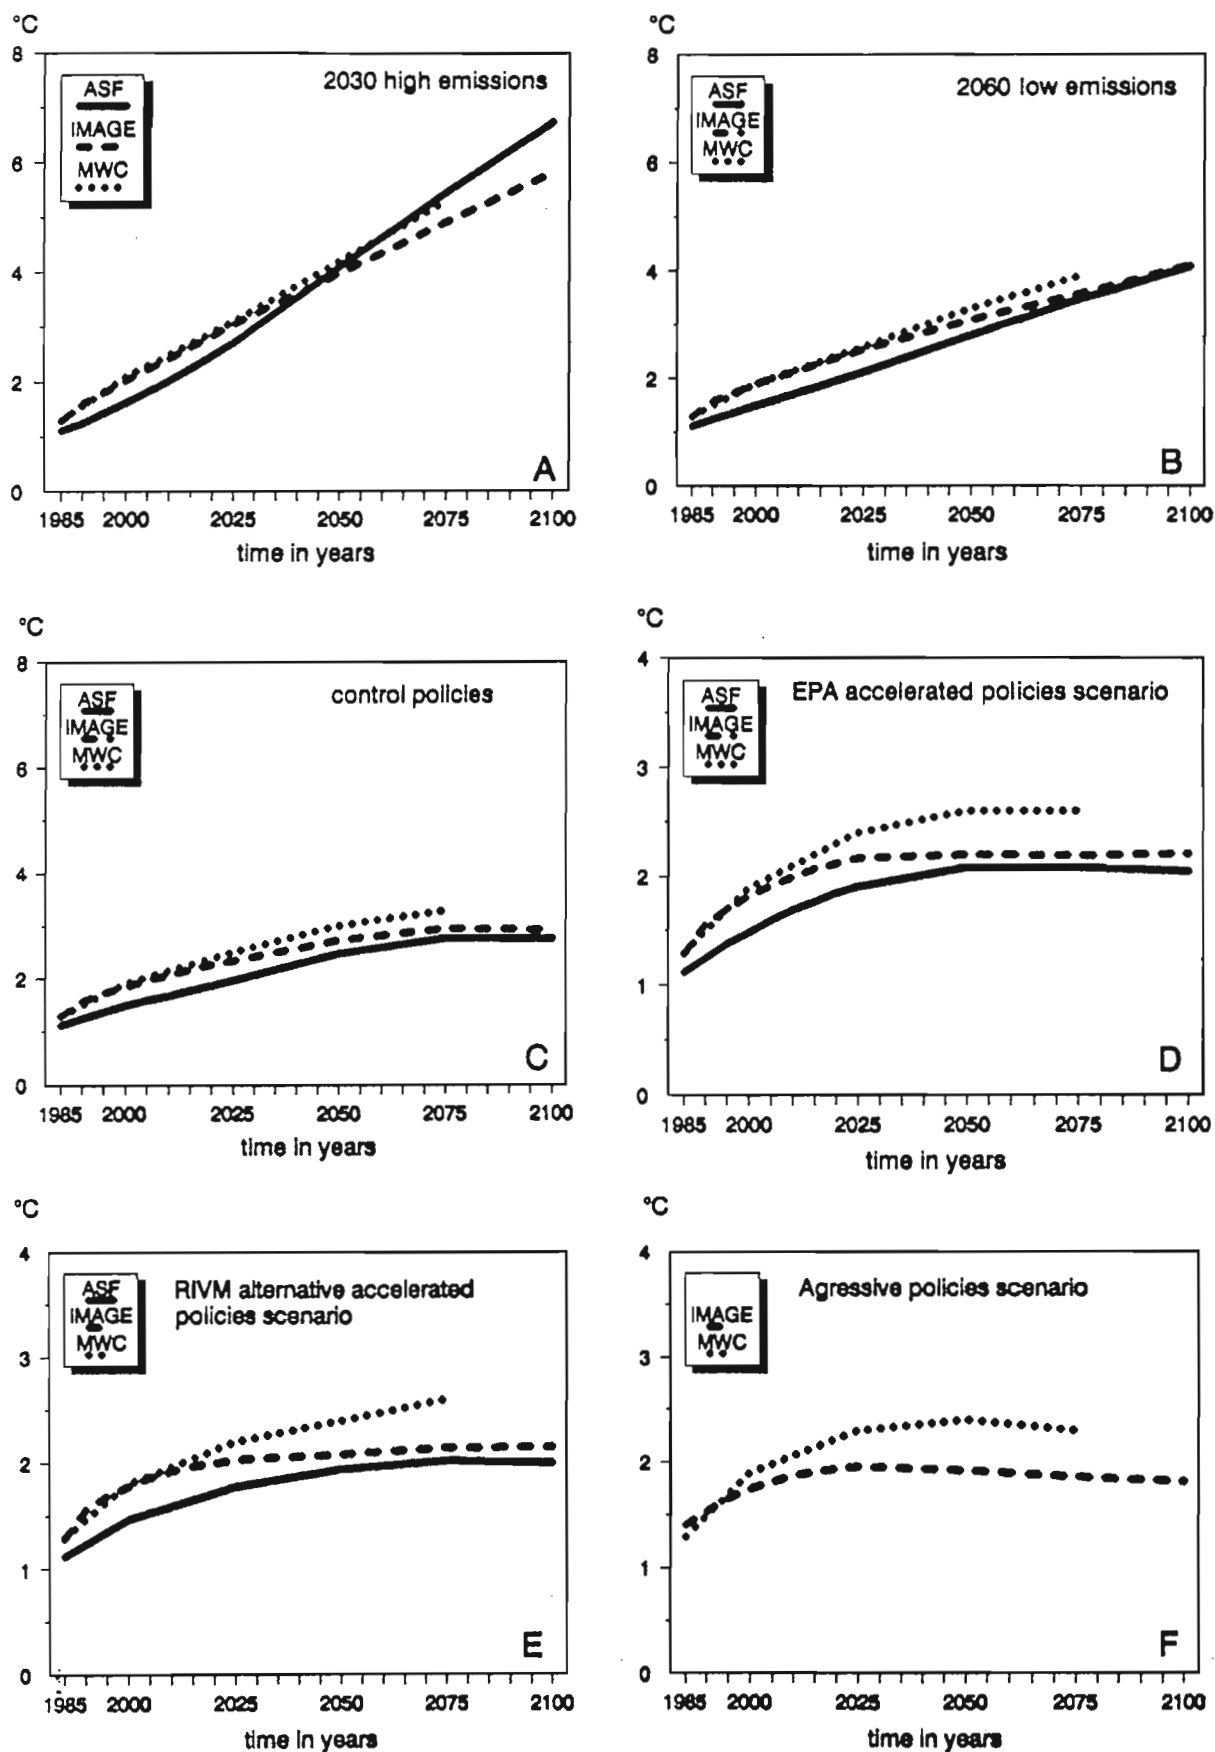 °C
8
6
4
2
0
ASF
IMAGE
MWC
2030 high emissions
A
1985 2000 2025 2050 2075 2100
time in years
°C
8
6
4
2
0
ASF
IMAGE
MWC
2060 low emissions
B
1985 2000 2025 2050 2075 2100
time in years
°C
8
6
4
2
0
ASF
IMAGE
MWC
control policies
C
1985 2000 2025 2050 2075 2100
time in years
°C
4
3
2
1
0
ASF
IMAGE
MWC
EPA accelerated policies scenario
D
1985 2000 2025 2050 2075 2100
time in years
°C
4
3
2
1
0
ASF
IMAGE
MWC
RIVM alternative accelerated
policies scenario
E
1985 2000 2025 2050 2075 2100
time in years
°C
4
3
2
1
0
IMAGE
MWC
Agressive policies scenario
F
1985 2000 2025 2050 2075 2100
time in years